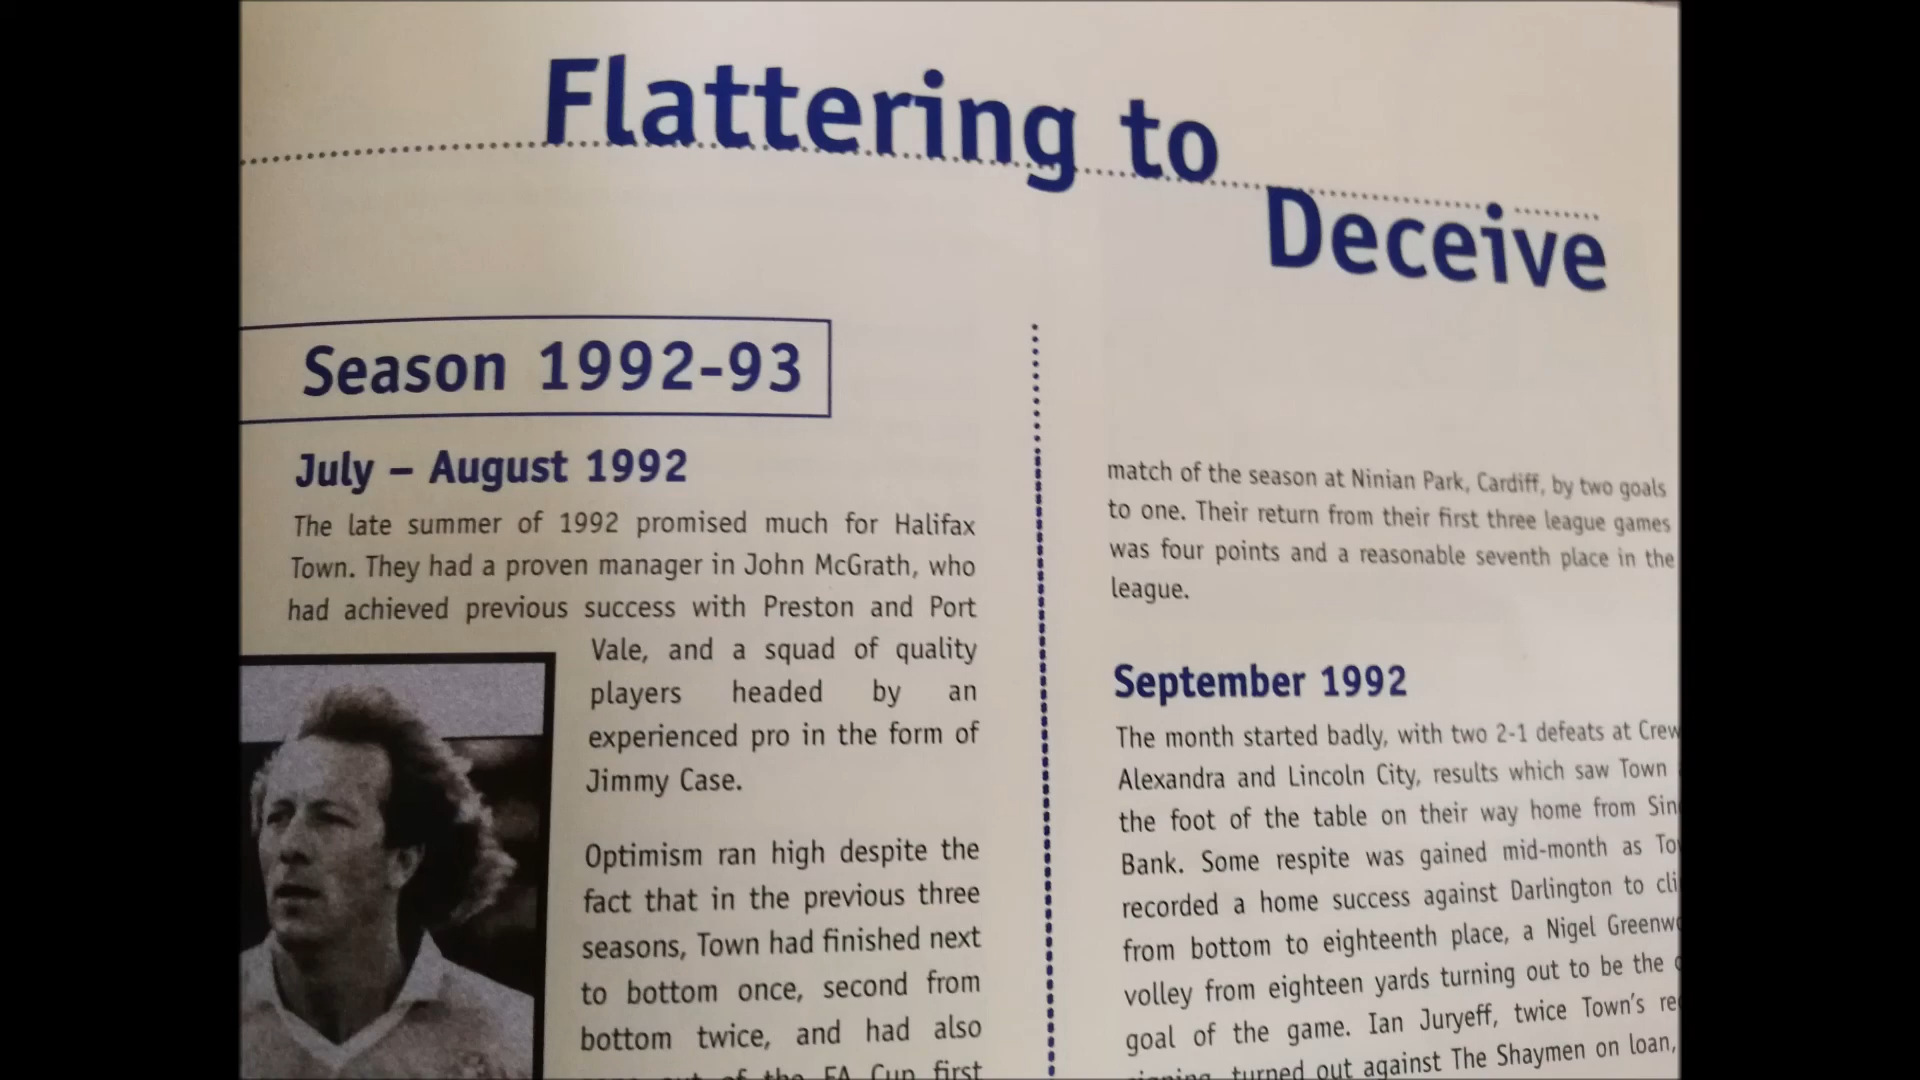 Flattering to
Deceive
Season 1992-93
July – August 1992
The late summer of 1992 promised much for Halifax
Town. They had a proven manager in John McGrath, who
had achieved previous success with Preston and Port
Vale, and a squad of quality
players headed by an
experienced pro in the form of
Jimmy Case.
Optimism ran high despite the
fact that in the previous three
seasons, Town had finished next
to bottom once, second from
bottom twice, and had also
out of the FA Cup first
match of the season at Ninian Park, Cardiff, by two goals
to one. Their return from their first three league games
was four points and a reasonable seventh place in the
league.
September 1992
The month started badly, with two 2-1 defeats at Crew
Alexandra and Lincoln City, results which saw Town
the foot of the table on their way home from Sin
Bank. Some respite was gained mid-month as To
recorded a home success against Darlington to cli
from bottom to eighteenth place, a Nigel Greenw
volley from eighteen yards turning out to be the
goal of the game. Ian Juryeff, twice Town's re
turned out against The Shaymen on loan,